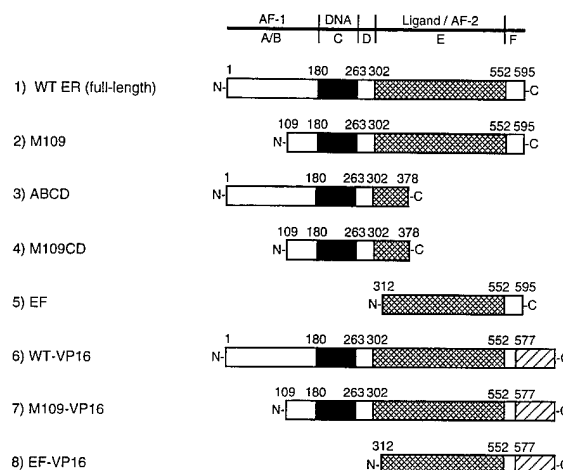 AF-1 DNA Ligand / AF-2
A/B C D E F
1 180 263 302 552 595
1) WT ER (full-length) N- -C
109 180 263 302 552 595
2) M109 N- -C
1 180 263 302 378
3) ABCD N- -C
109 180 263 302 378
4) M109CD N- -C
312 552 595
5) EF N- -C
1 180 263 302 552 577
6) WT-VP16 N- -C
109 180 263 302 552 577
7) M109-VP16 N- -C
312 552 577
8) EF-VP16 N- -C